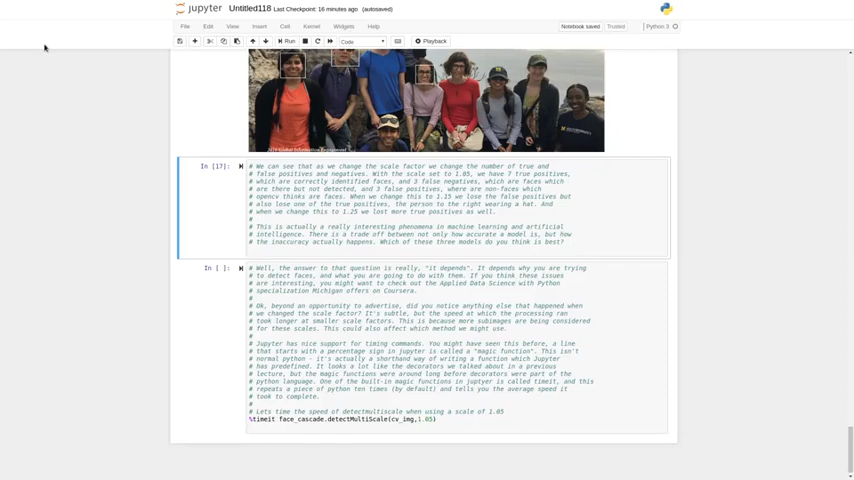 jupyter Untitled118 Last Checkpoint: 16 minutes ago (autosaved)
File Edit View Insert Cell Kernel Widgets Help
Notebook saved Trusted Python 3
Run Code Playback
2019 Global Information Engagement
In [17]:
# We can see that as we change the scale factor we change the number of true and
# false positives and negatives. With the scale set to 1.05, we have 7 true positives,
# which are correctly identified faces, and 3 false negatives, which are faces which
# are there but not detected, and 3 false positives, where are non-faces which
# opencv thinks are faces. When we change this to 1.15 we lose the false positives but
# also lose one of the true positives, the person to the right wearing a hat. And
# when we change this to 1.25 we lost more true positives as well.
#
# This is actually a really interesting phenomena in machine learning and artificial
# intelligence. There is a trade off between not only how accurate a model is, but how
# the inaccuracy actually happens. Which of these three models do you think is best?
In [ ]:
# Well, the answer to that question is really, "it depends". It depends why you are trying
# to detect faces, and what you are going to do with them. If you think these issues
# are interesting, you might want to check out the Applied Data Science with Python
# specialization Michigan offers on Coursera.
#
# Ok, beyond an opportunity to advertise, did you notice anything else that happened when
# we changed the scale factor? It's subtle, but the speed at which the processing ran
# took longer at smaller scale factors. This is because more subimages are being considered
# for these scales. This could also affect which method we might use.
#
# Jupyter has nice support for timing commands. You might have seen this before, a line
# that starts with a percentage sign in jupyter is called a "magic function". This isn't
# normal python - it's actually a shorthand way of writing a function which Jupyter
# has predefined. It looks a lot like the decorators we talked about in a previous
# lecture, but the magic functions were around long before decorators were part of the
# python language. One of the built-in magic functions in juptyer is called timeit, and this
# repeats a piece of python ten times (by default) and tells you the average speed it
# took to complete.
#
# Lets time the speed of detectmultiscale when using a scale of 1.05
%timeit face_cascade.detectMultiScale(cv_img,1.05)